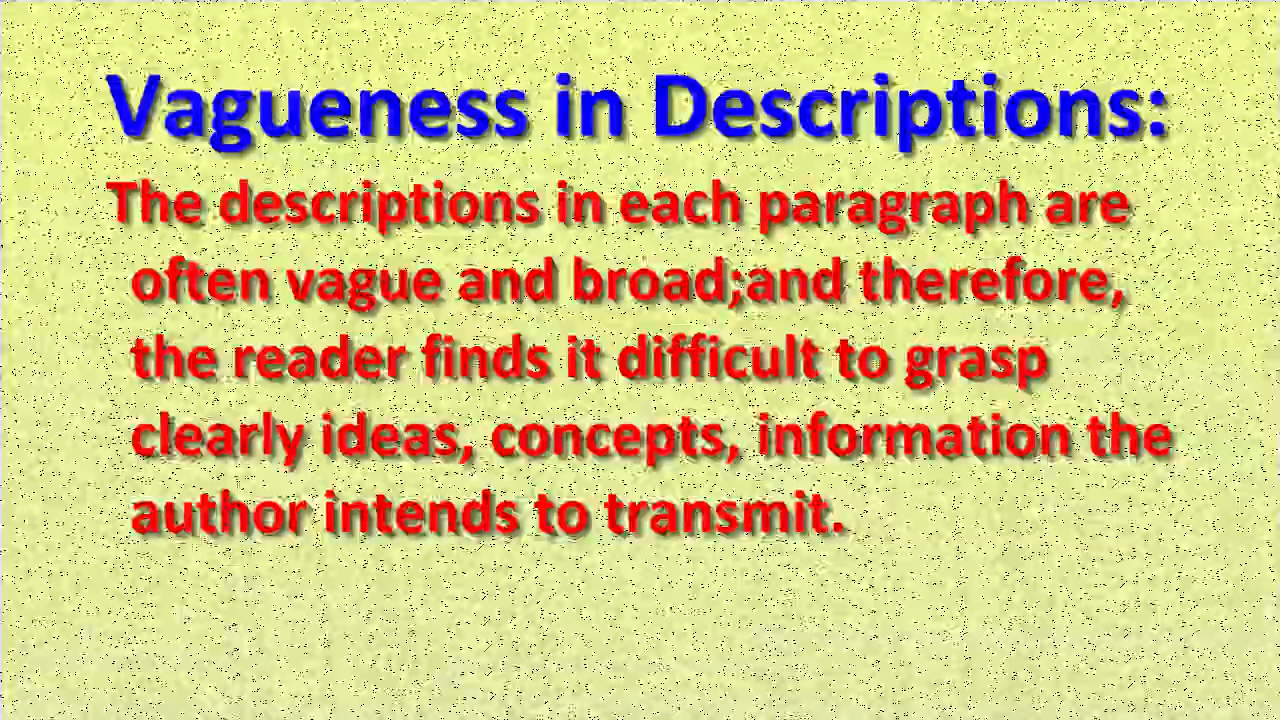 Vagueness in Descriptions:
The descriptions in each paragraph are
often vague and broad;and therefore,
the reader finds it difficult to grasp
clearly ideas, concepts, information the
author intends to transmit.